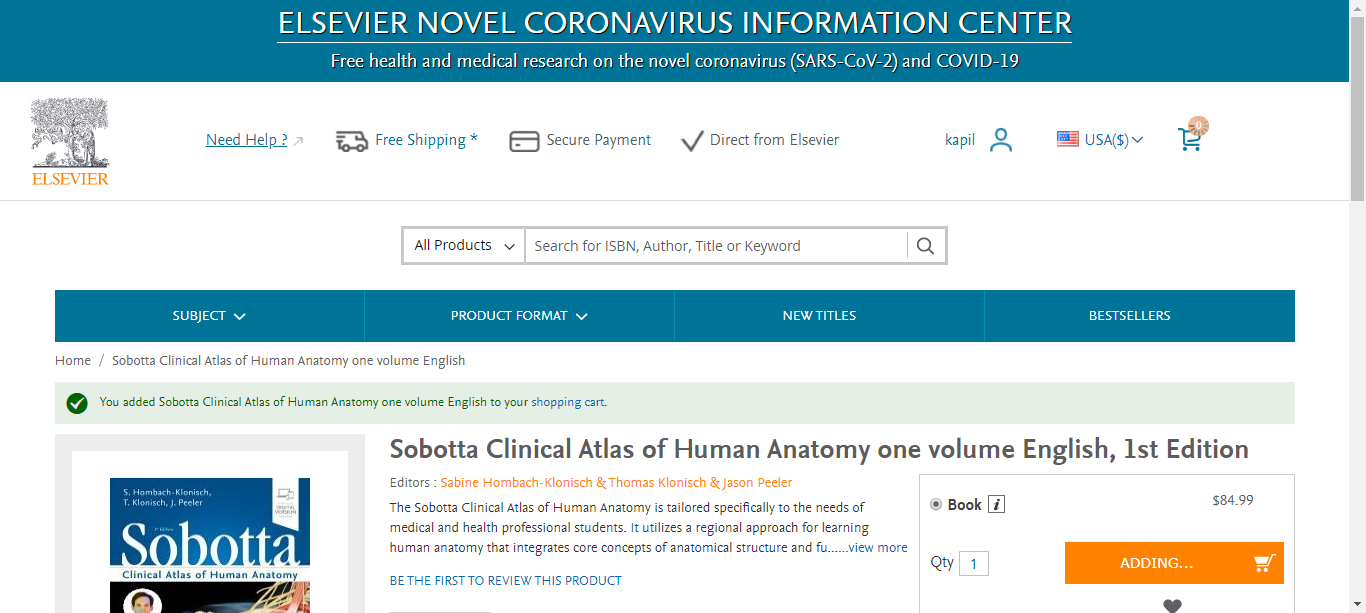 ELSEVIER NOVEL CORONAVIRUS INFORMATION CENTER
Free health and medical research on the novel coronavirus (SARS-CoV-2) and COVID-19
ELSEVIER
Need Help ?
Free Shipping *
Secure Payment
Direct from Elsevier
kapil
USA($)
0
All Products
Search for ISBN, Author, Title or Keyword
SUBJECT
PRODUCT FORMAT
NEW TITLES
BESTSELLERS
Home / Sobotta Clinical Atlas of Human Anatomy one volume English
You added Sobotta Clinical Atlas of Human Anatomy one volume English to your shopping cart.
S. Hombach-Klonisch,
T. Klonisch, J. Peeler
Sobotta
Clinical Atlas of Human Anatomy
Sobotta Clinical Atlas of Human Anatomy one volume English, 1st Edition
Editors : Sabine Hombach-Klonisch & Thomas Klonisch & Jason Peeler
The Sobotta Clinical Atlas of Human Anatomy is tailored specifically to the needs of
medical and health professional students. It utilizes a regional approach for learning
human anatomy that integrates core concepts of anatomical structure and fu......view more
BE THE FIRST TO REVIEW THIS PRODUCT
Book i
$84.99
Qty 1
ADDING...